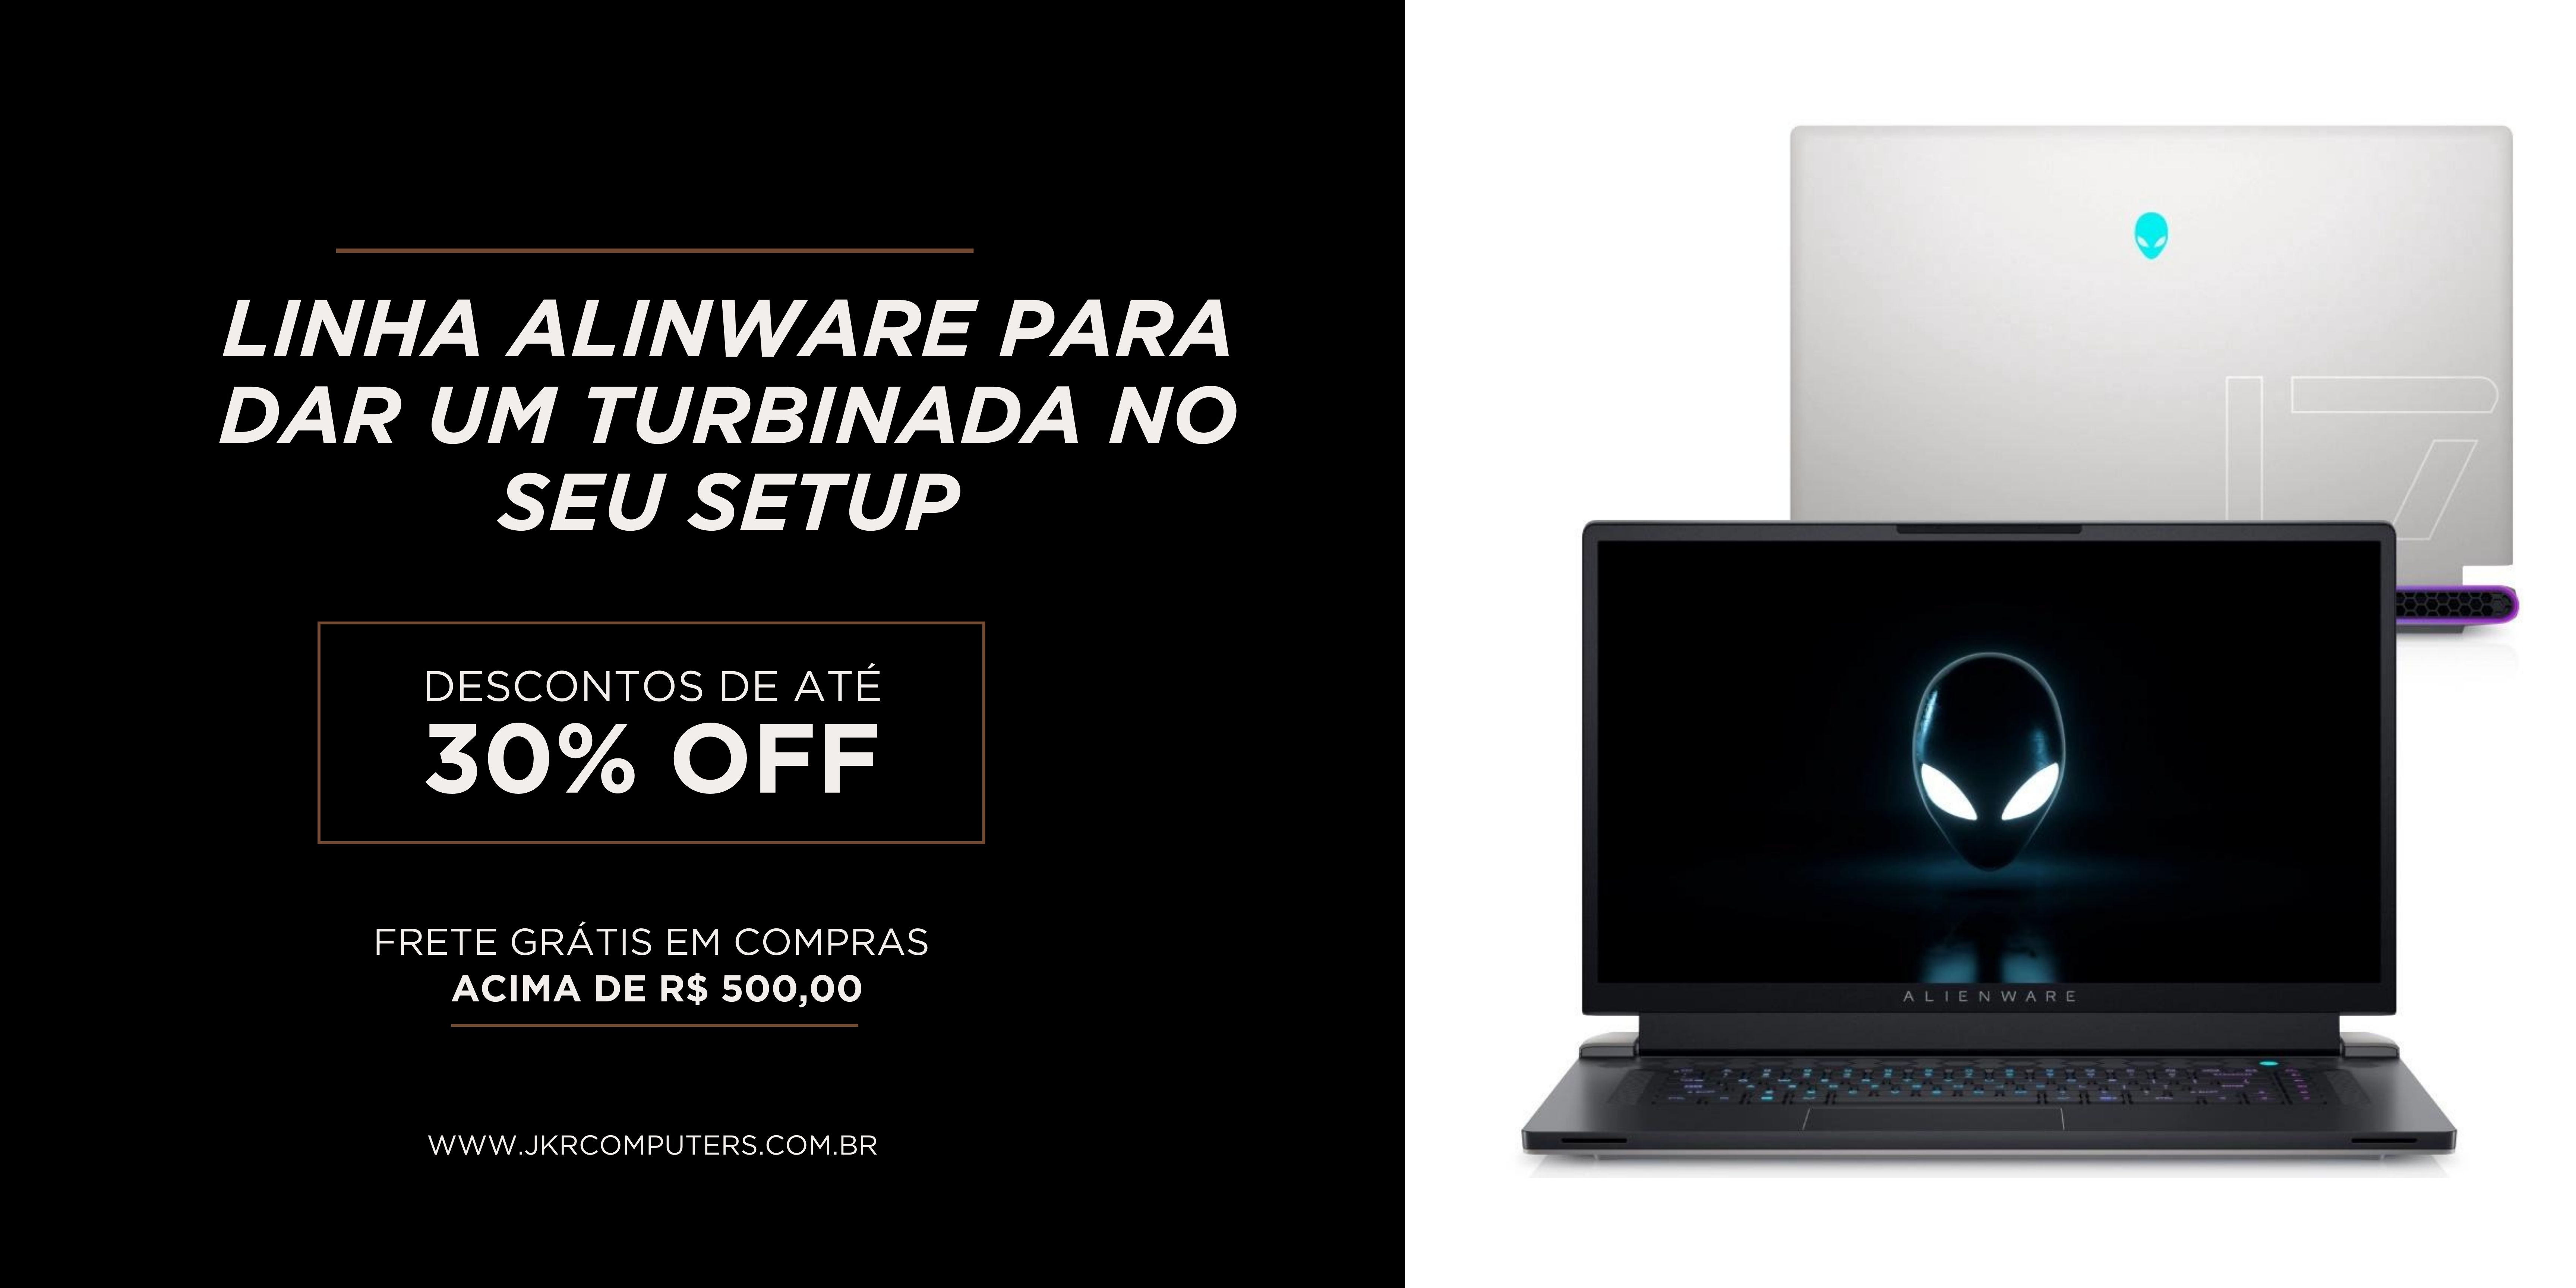 LINHA ALINWARE PARA
DAR UM TURBINADA NO
SEU SETUP
DESCONTOS DE ATÉ
30% OFF
FRETE GRÁTIS EM COMPRAS
ACIMA DE R$ 500,00
WWW.JKRCOMPUTERS.COM.BR
17
ALIENWARE